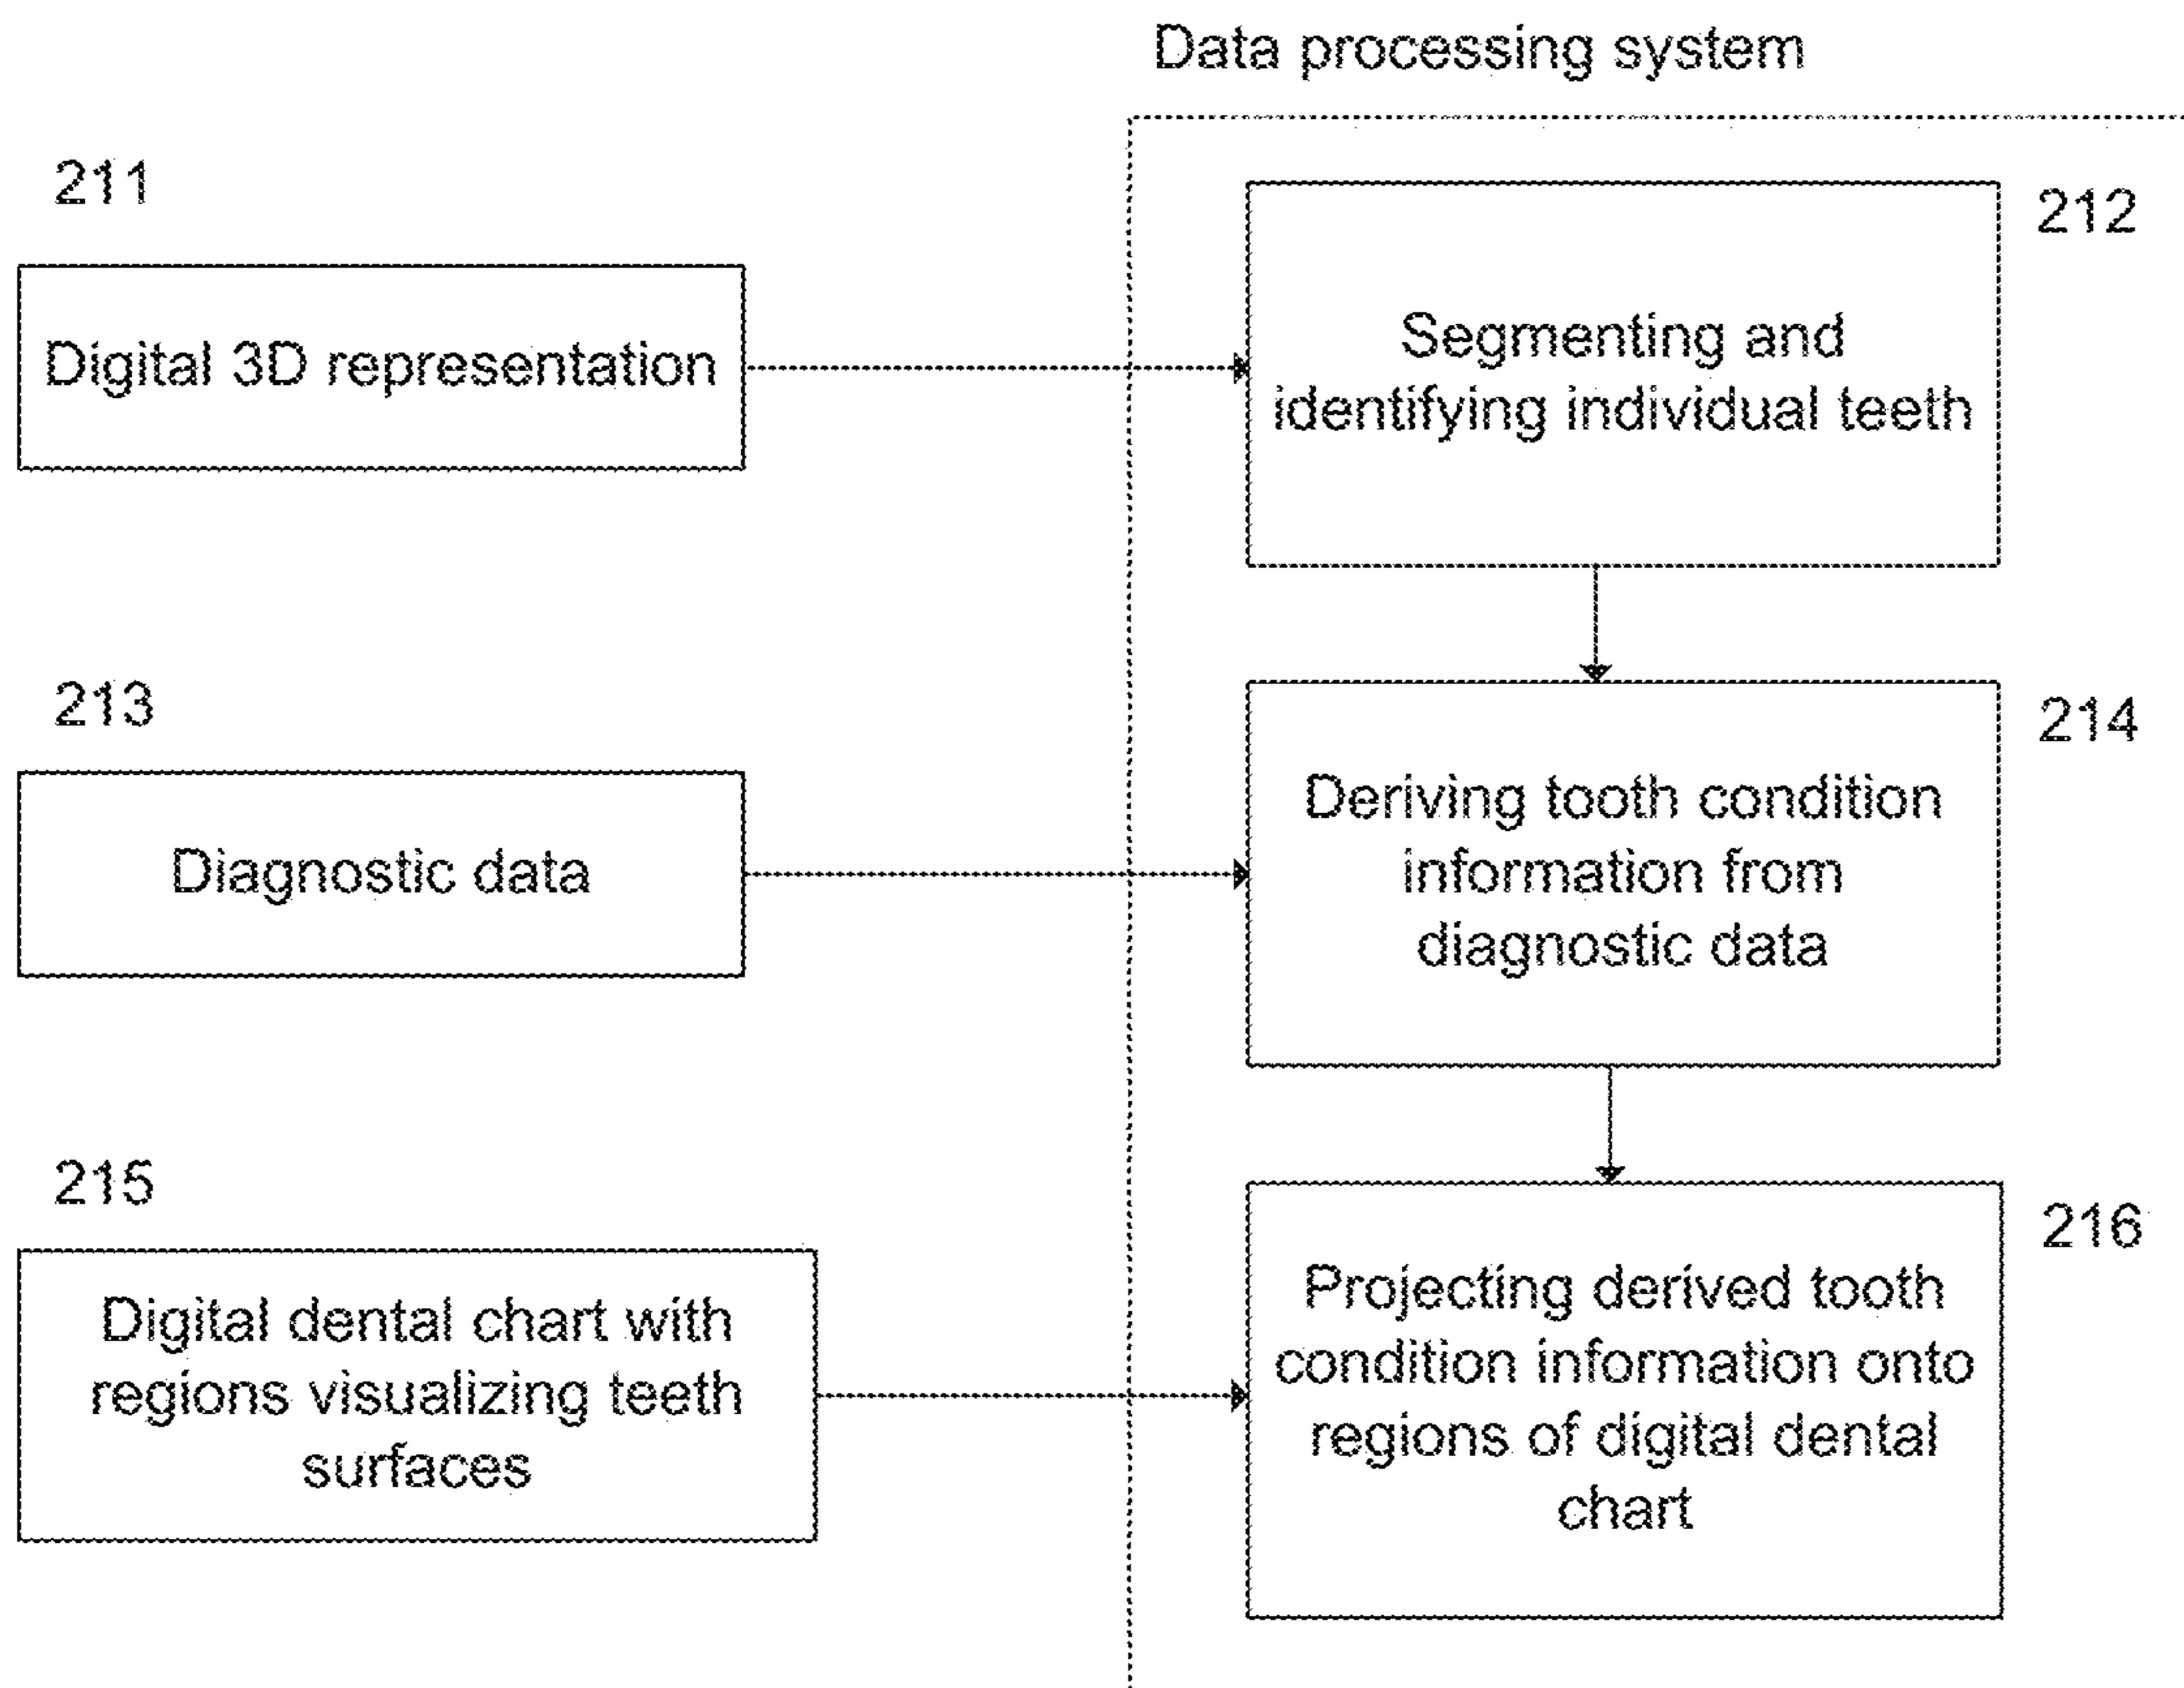 Data processing system
211
212
Digital 3D representation
Segmenting and
identifying individual teeth
213
214
Diagnostic data
Deriving tooth condition
information from
diagnostic data
215
216
Digital dental chart with
regions visualizing teeth
surfaces
Projecting derived tooth
condition information onto
regions of digital dental
chart